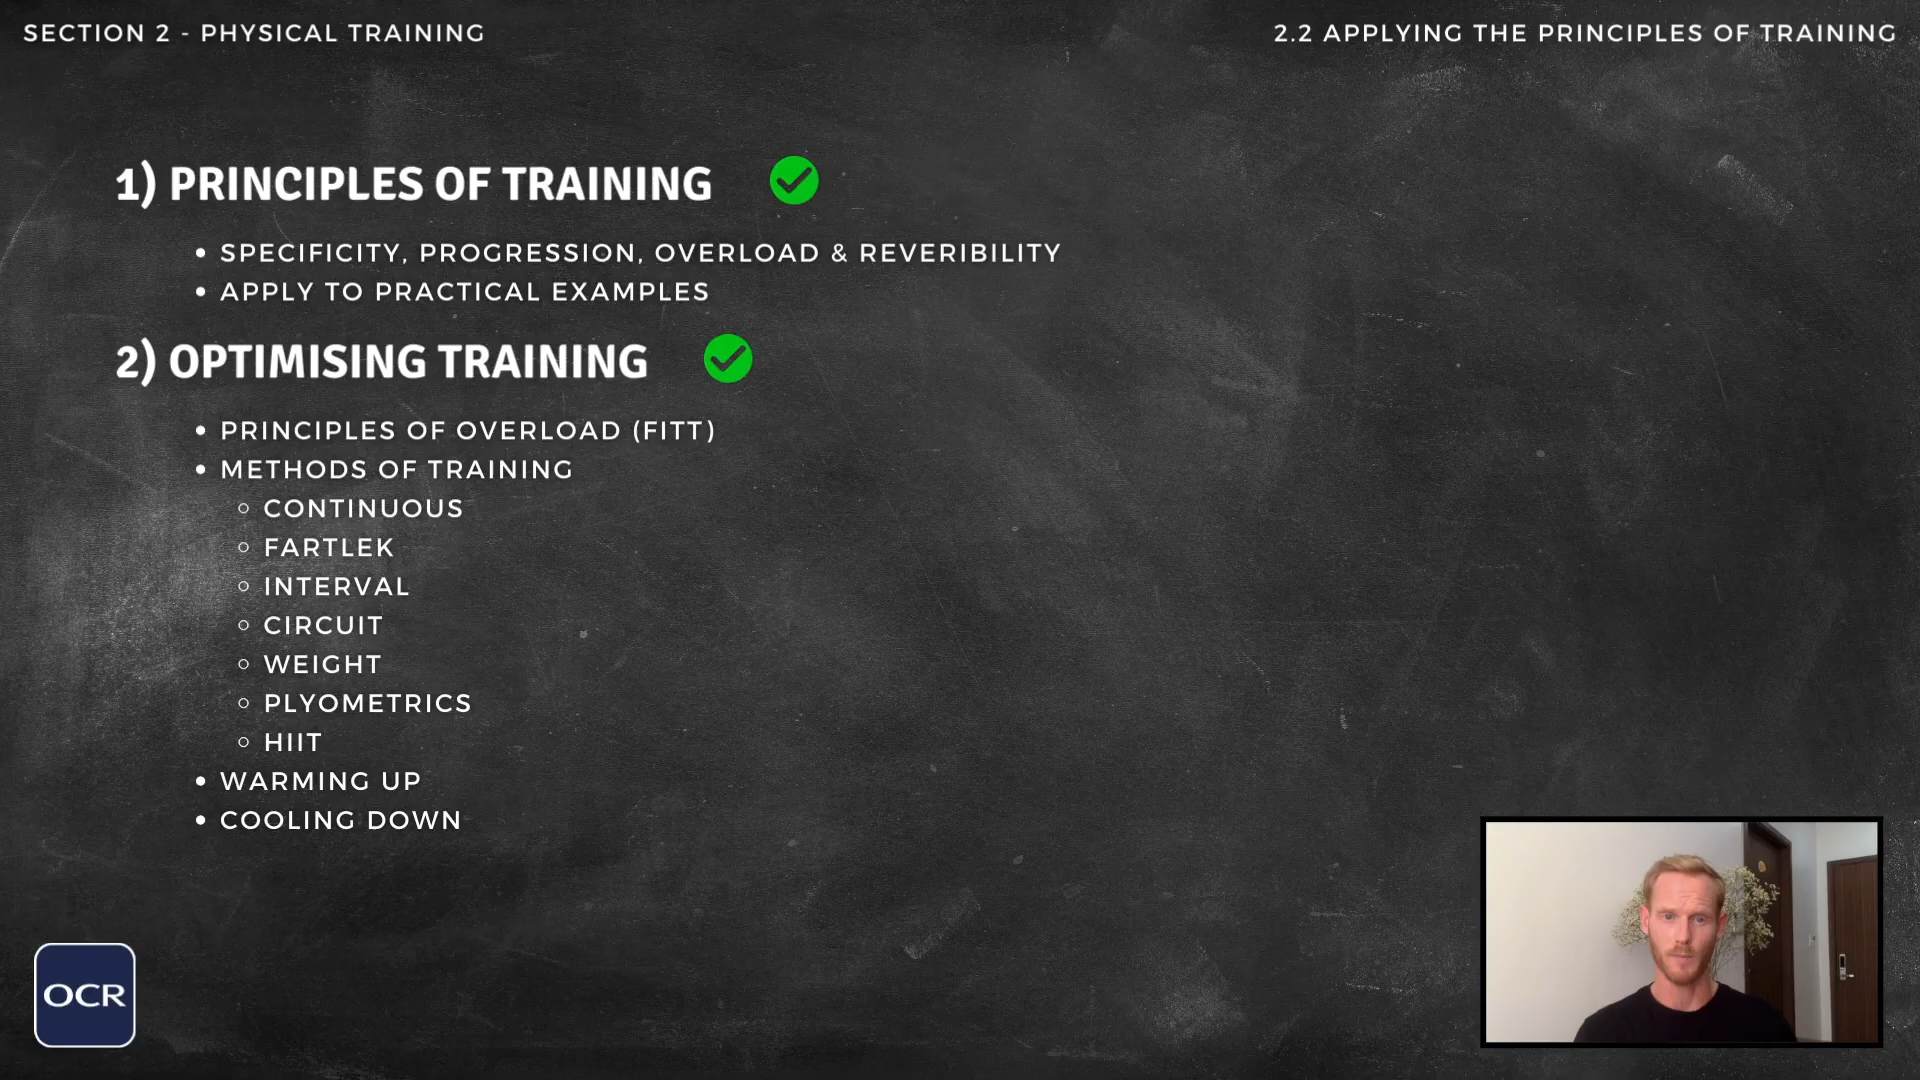 SECTION 2 - PHYSICAL TRAINING
2.2 APPLYING THE PRINCIPLES OF TRAINING
1) PRINCIPLES OF TRAINING
• SPECIFICITY, PROGRESSION, OVERLOAD & REVERIBILITY
• APPLY TO PRACTICAL EXAMPLES
2) OPTIMISING TRAINING
• PRINCIPLES OF OVERLOAD (FITT)
• METHODS OF TRAINING
◦ CONTINUOUS
◦ FARTLEK
◦ INTERVAL
◦ CIRCUIT
◦ WEIGHT
◦ PLYOMETRICS
◦ HIIT
• WARMING UP
• COOLING DOWN
OCR